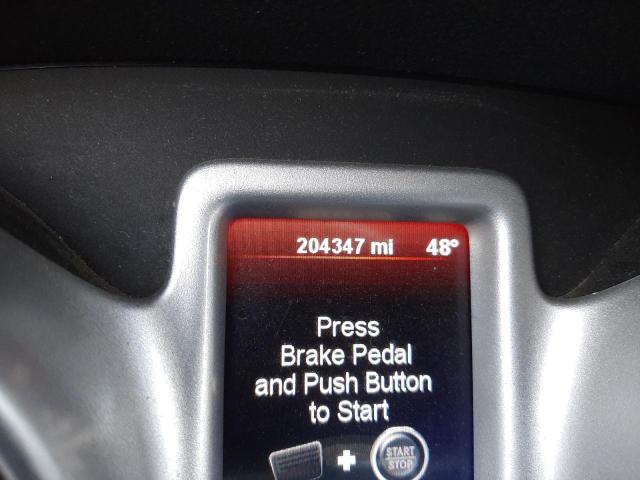 204347 mi 48°
Press
Brake Pedal
and Push Button
to Start
+
START
STOP